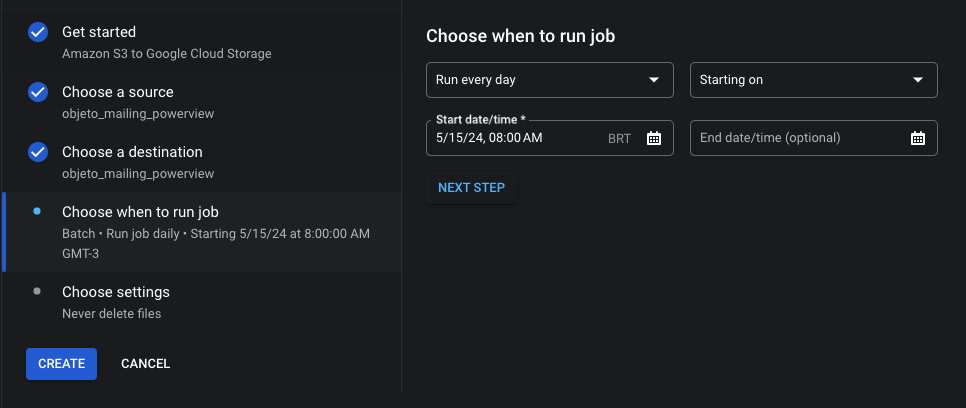 Get started
Amazon S3 to Google Cloud Storage
Choose a source
objeto_mailing_powerview
Choose a destination
objeto_mailing_powerview
Choose when to run job
Batch • Run job daily • Starting 5/15/24 at 8:00:00 AM
GMT-3
Choose settings
Never delete files
CREATE CANCEL
Choose when to run job
Run every day Starting on
Start date/time *
5/15/24, 08:00 AM BRT End date/time (optional)
NEXT STEP